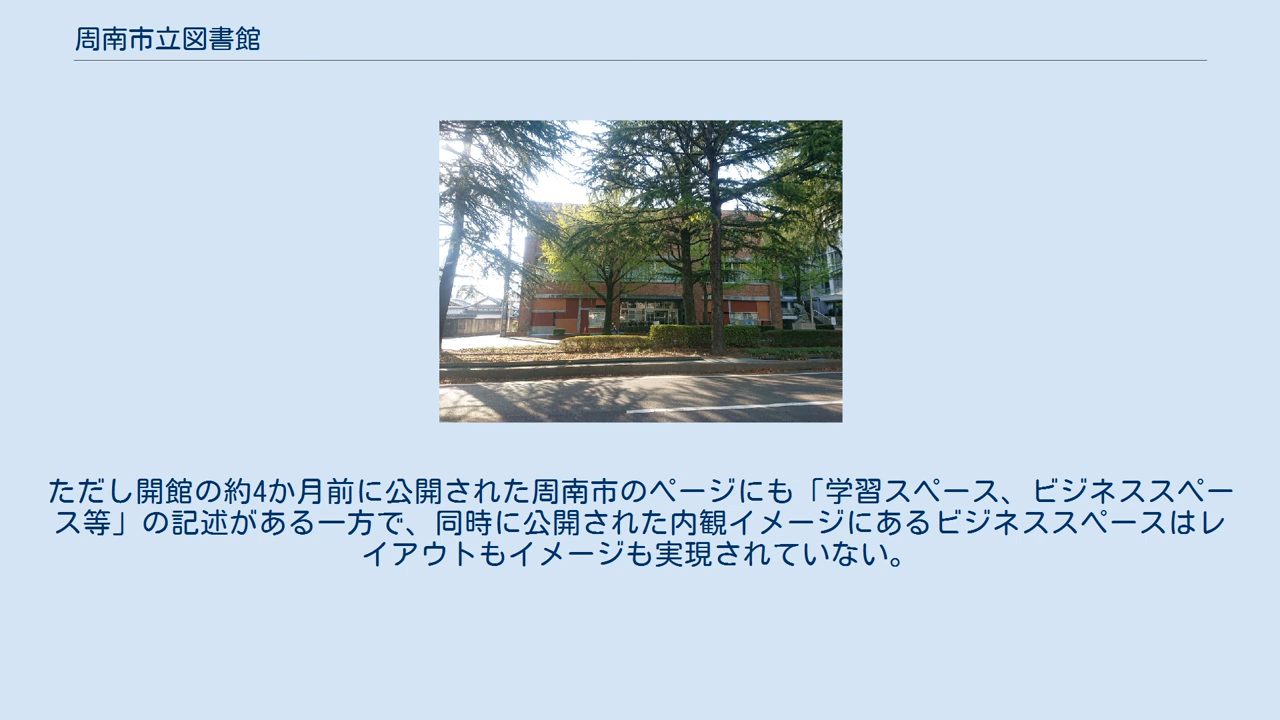 周南市立図書館
ただし開館の約4か月前に公開された周南市のページにも「学習スペース、ビジネススペー
ス等」の記述がある一方で、同時に公開された内観イメージにあるビジネススペースはレ
イアウトもイメージも実現されていない。